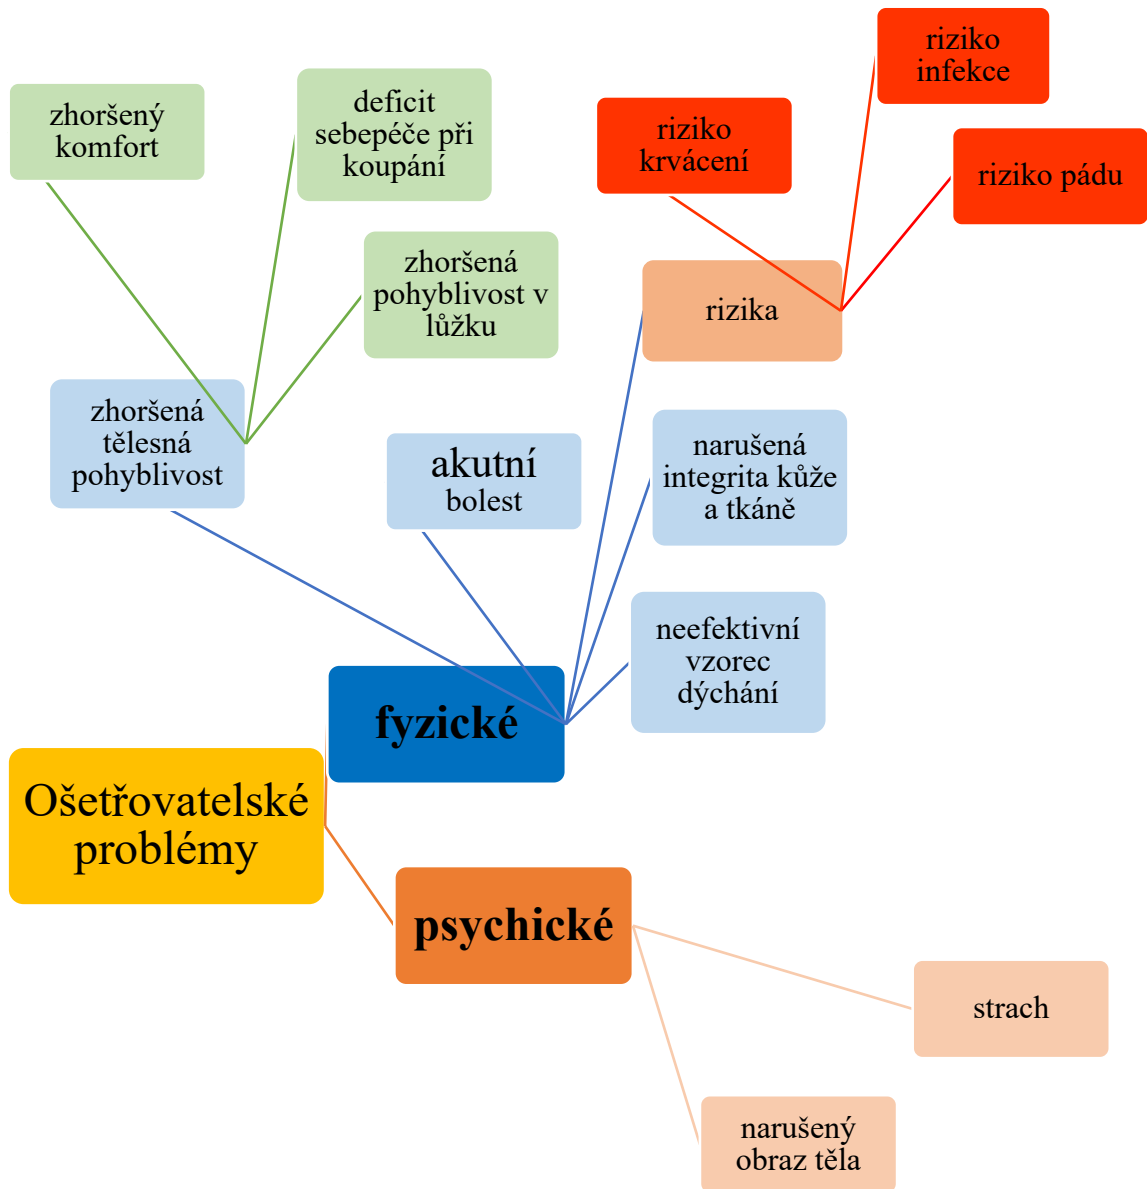 riziko
infekce
zhoršený
komfort
deficit
sebepéče při
koupání
riziko
krvácení
riziko pádu
zhoršená
pohyblivost v
lůžku
rizika
zhoršená
tělesná
pohyblivost
akutní
bolest
narušená
integrita kůže
a tkáně
neefektivní
vzorec
dýchání
fyzické
Ošetřovatelské
problémy
psychické
strach
narušený
obraz těla